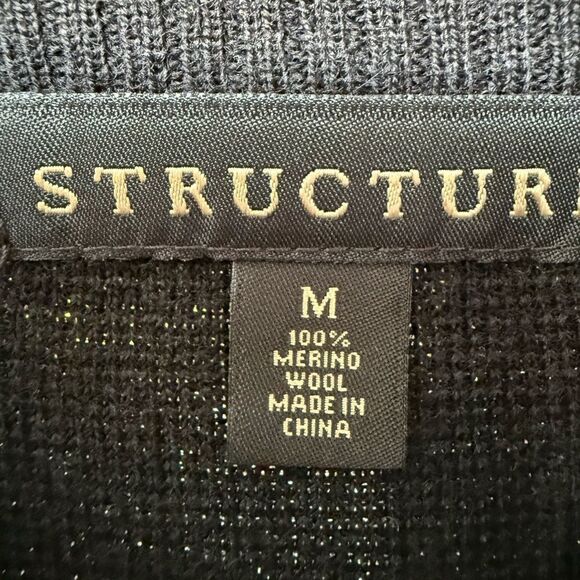 STRUCTUR
M
100%
MERINO
WOOL
MADE IN
CHINA